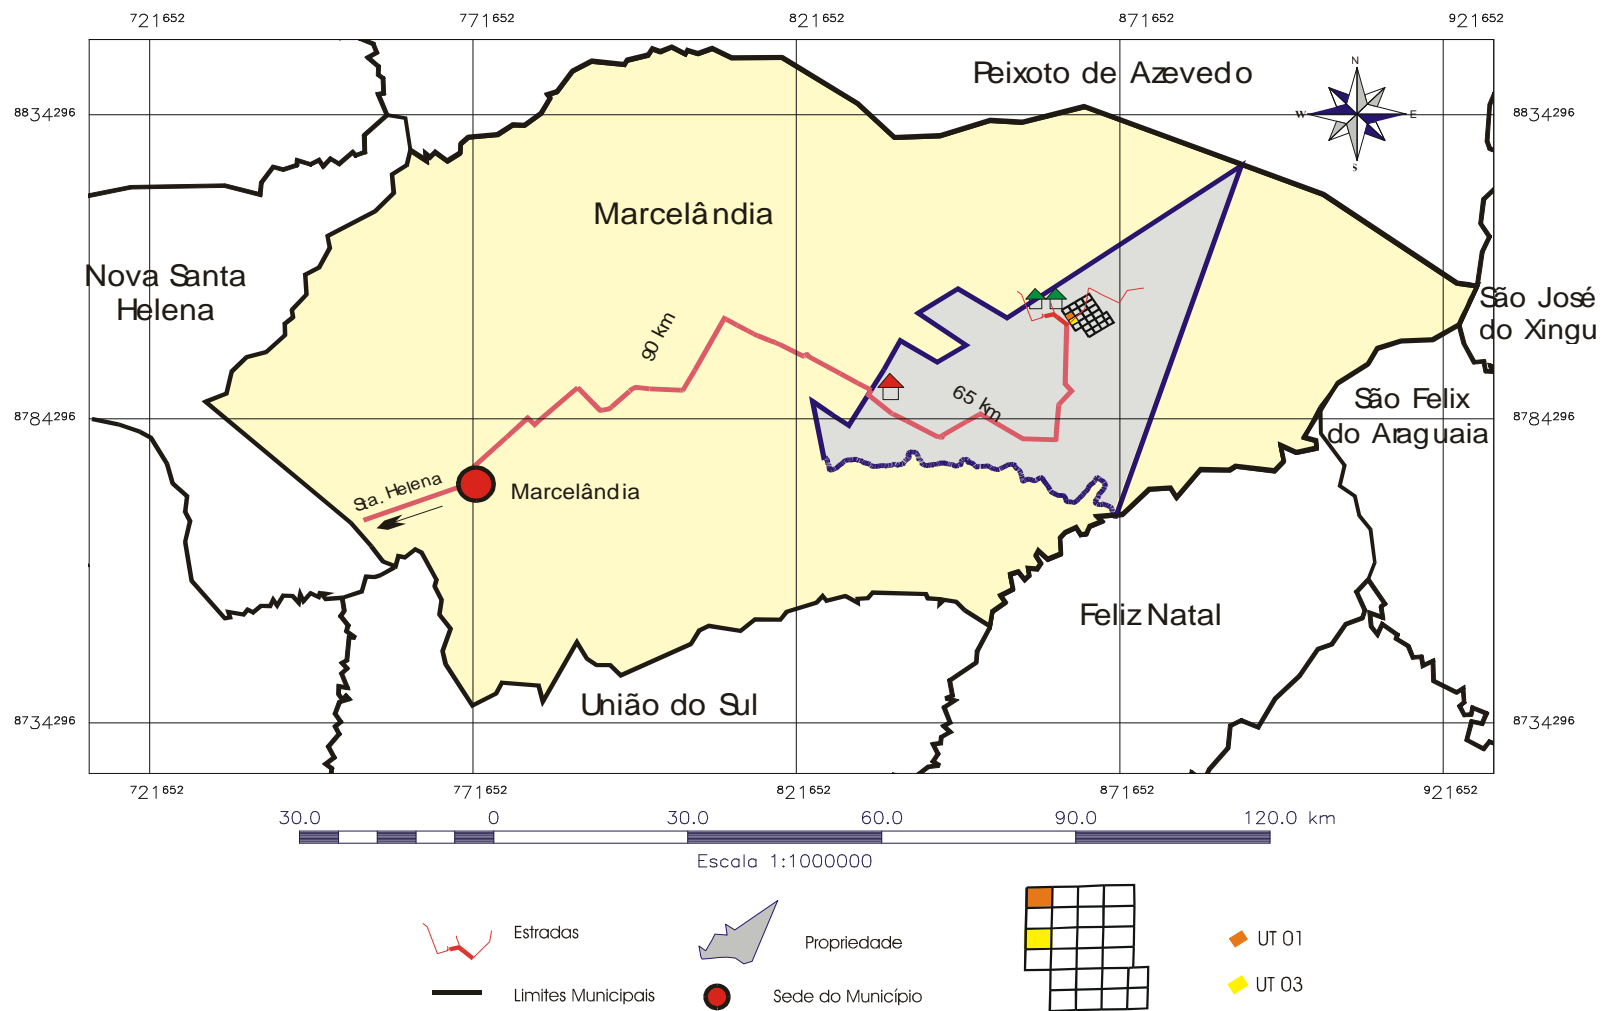 721652 771652 821652 871652 921652
Peixoto de Azevedo
N
W E
S
8834296 8834296
Marcelândia
Nova Santa
Helena
São José
do Xingu
90 km
65 km
São Felix
do Araguaia
8784296 8784296
Sta. Helena
Marcelândia
Feliz Natal
União do Sul
8734296 8734296
721652 771652 821652 871652 921652
30.0 0 30.0 60.0 90.0 120.0 km
Escala 1:1000000
Estradas
Propriedade
UT 01
Limites Municipais
Sede do Município
UT 03